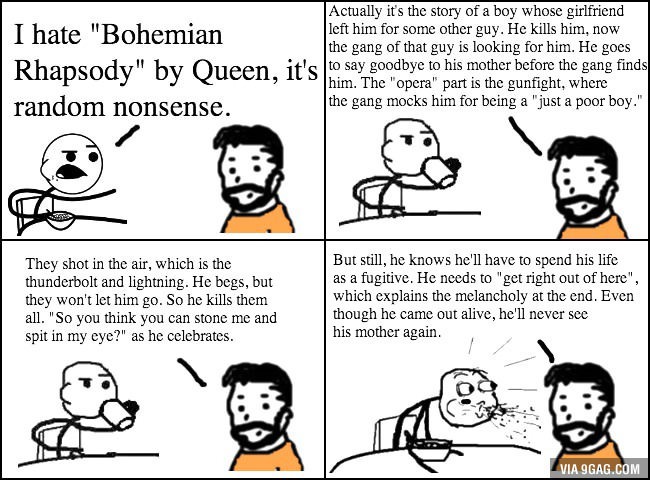 I hate "Bohemian
Rhapsody" by Queen, it's
random nonsense.
Actually it's the story of a boy whose girlfriend
left him for some other guy. He kills him, now
the gang of that guy is looking for him. He goes
to say goodbye to his mother before the gang finds
him. The "opera" part is the gunfight, where
the gang mocks him for being a "just a poor boy."
They shot in the air, which is the
thunderbolt and lightning. He begs, but
they won't let him go. So he kills them
all. "So you think you can stone me and
spit in my eye?" as he celebrates.
But still, he knows he'll have to spend his life
as a fugitive. He needs to "get right out of here",
which explains the melancholy at the end. Even
though he came out alive, he'll never see
his mother again.
VIA 9GAG.COM